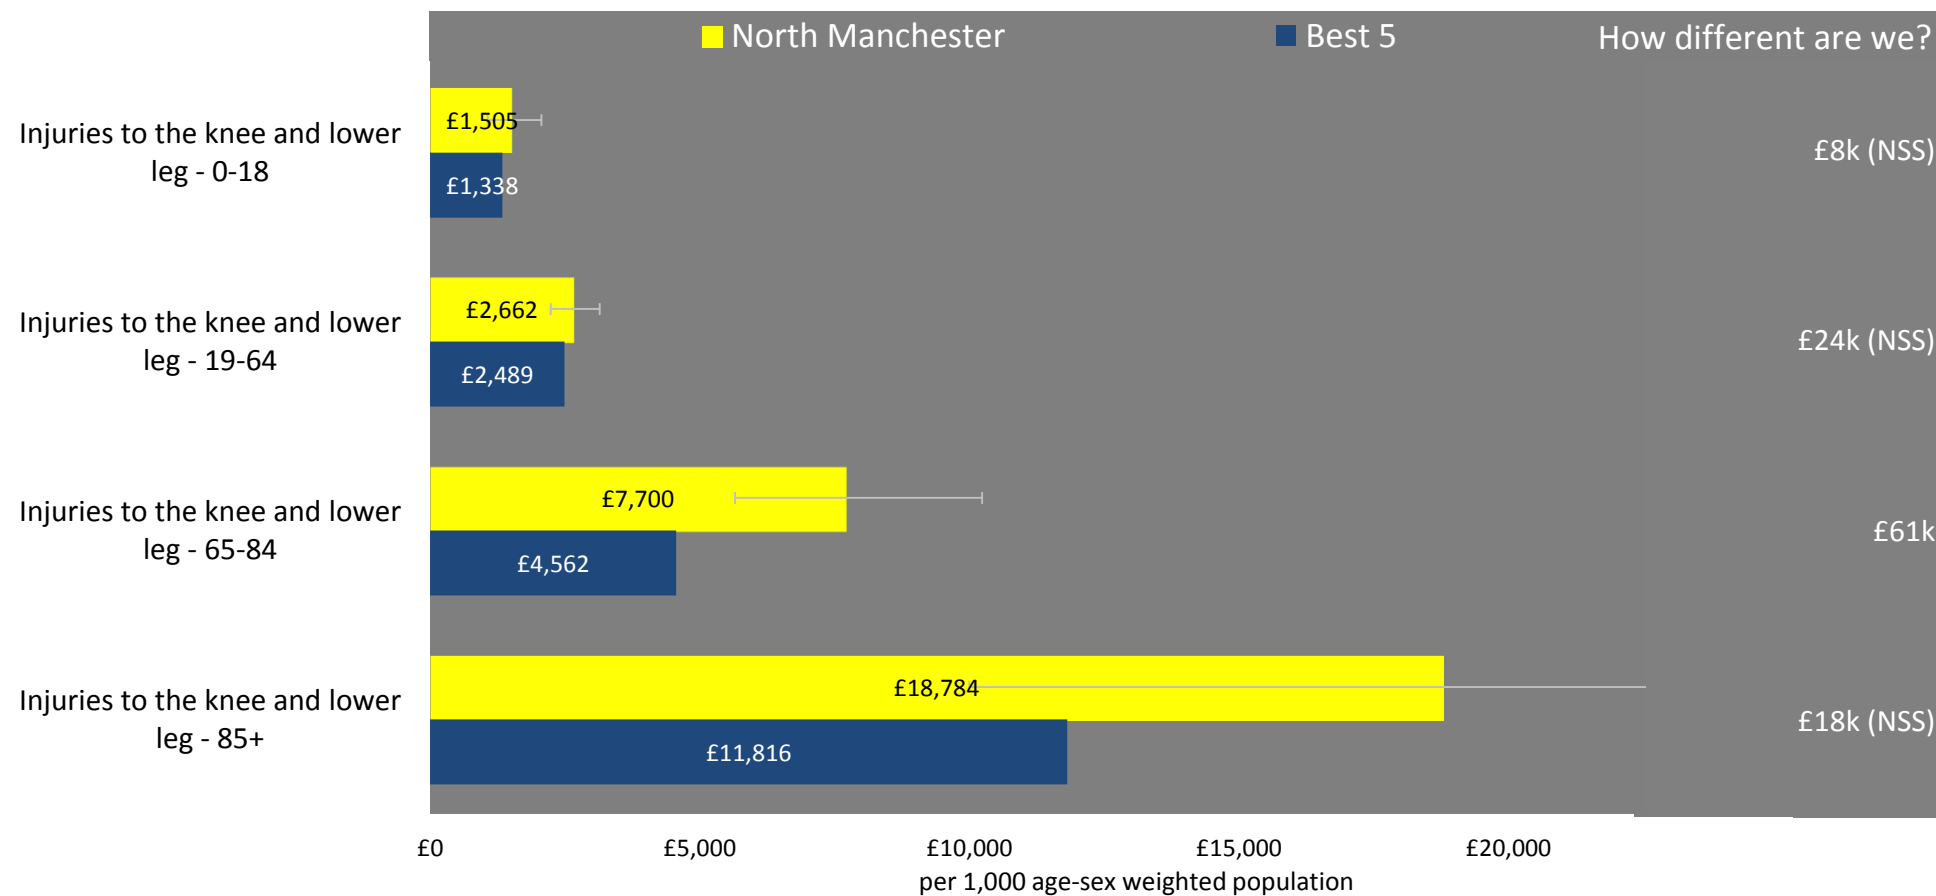 North Manchester
Best 5
How different are we?
Injuries to the knee and lower
leg - 0-18
£1,505
£1,338
£8k (NSS)
Injuries to the knee and lower
leg - 19-64
£2,662
£2,489
£24k (NSS)
Injuries to the knee and lower
leg - 65-84
£7,700
£4,562
£61k
Injuries to the knee and lower
leg - 85+
£18,784
£11,816
£18k (NSS)
£0
£5,000
£10,000
£15,000
£20,000
per 1,000 age-sex weighted population